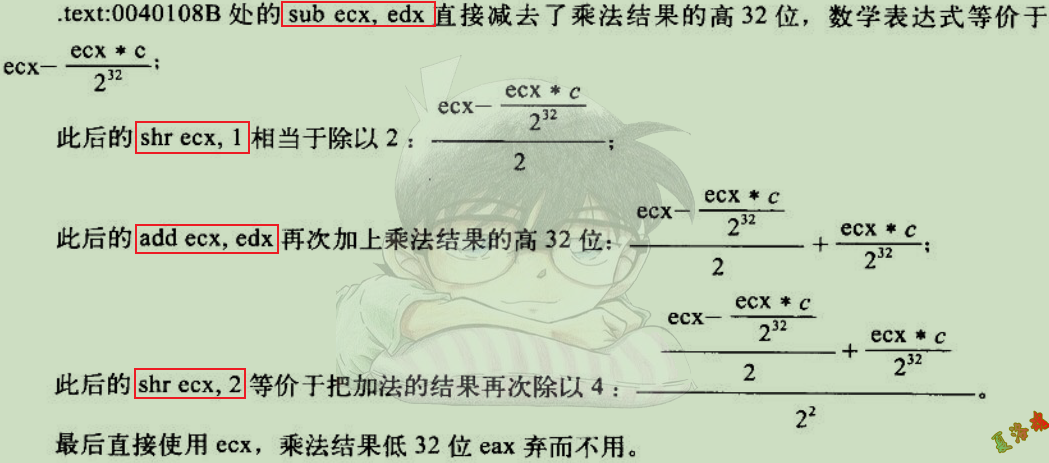 .text:0040108B 处的 sub ecx, edx 直接减去了乘法结果的高 32 位，数学表达式等价于
ecx− \frac{ecx * c}{2^{32}}；
此后的 shr ecx, 1 相当于除以 2：\frac{ecx− \frac{ecx * c}{2^{32}}}{2}；
此后的 add ecx, edx 再次加上乘法结果的高 32 位：\frac{ecx− \frac{ecx * c}{2^{32}}}{2} + \frac{ecx * c}{2^{32}}；
此后的 shr ecx, 2 等价于把加法的结果再次除以 4：\frac{\frac{ecx− \frac{ecx * c}{2^{32}}}{2} + \frac{ecx * c}{2^{32}}}{2^2}。
最后直接使用 ecx，乘法结果低 32 位 eax 弃而不用。